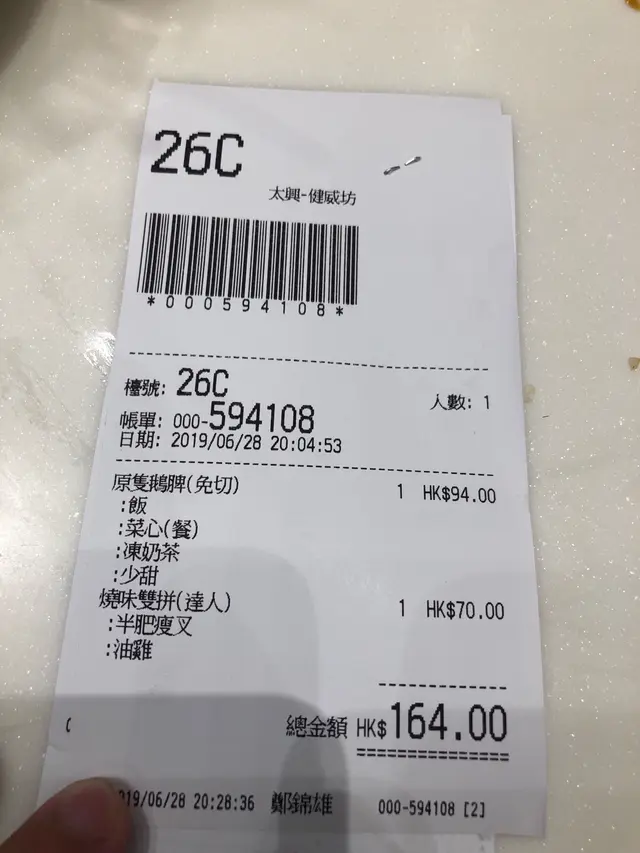 26C
太興-健威坊
*000594108*
檯號: 26C 人數: 1
帳單: 000-594108
日期: 2019/06/28 20:04:53
原隻鵝脾(免切) 1 HK$94.00
:飯
:菜心(餐)
:凍奶茶
:少甜
燒味雙拼(達人) 1 HK$70.00
:半肥瘦叉
:油雞
總金額 HK$164.00
19/06/28 20:28:36 鄭錦雄 000-594108 [2]